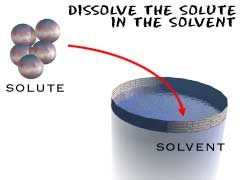 DISSOLVE THE SOLUTE
IN THE SOLVENT
SOLUTE
SOLVENT